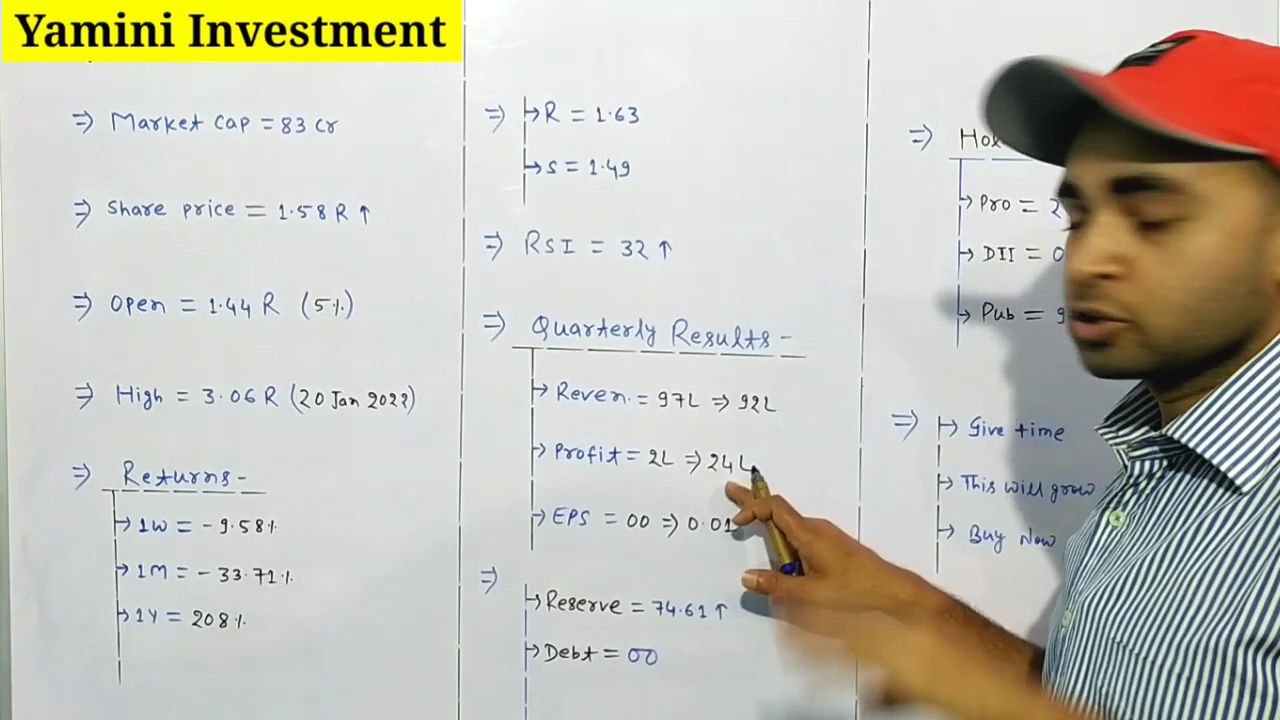 Yamini Investment
⇒ Market Cap = 83 Cr
⇒ Share price = 1.58 R ↑
⇒ Open = 1.44 R (5%)
⇒ High = 3.06 R (20 Jan 2022)
⇒ Returns -
→ 1W = - 9.58%
→ 1M = - 33.71%
→ 1Y = 208%
⇒ → R = 1.63
→ S = 1.49
⇒ RSI = 32 ↑
⇒ Quarterly Results -
→ Reven. = 97L ⇒ 92L
→ Profit = 2L ⇒ 24L
→ EPS = 00 ⇒ 0.01
⇒ → Reserve = 74.61 ↑
→ Debt = 00
⇒
→ Pro =
→ DII = 0
→ Pub =
⇒ → Give time
→ This will grow
→ Buy Now